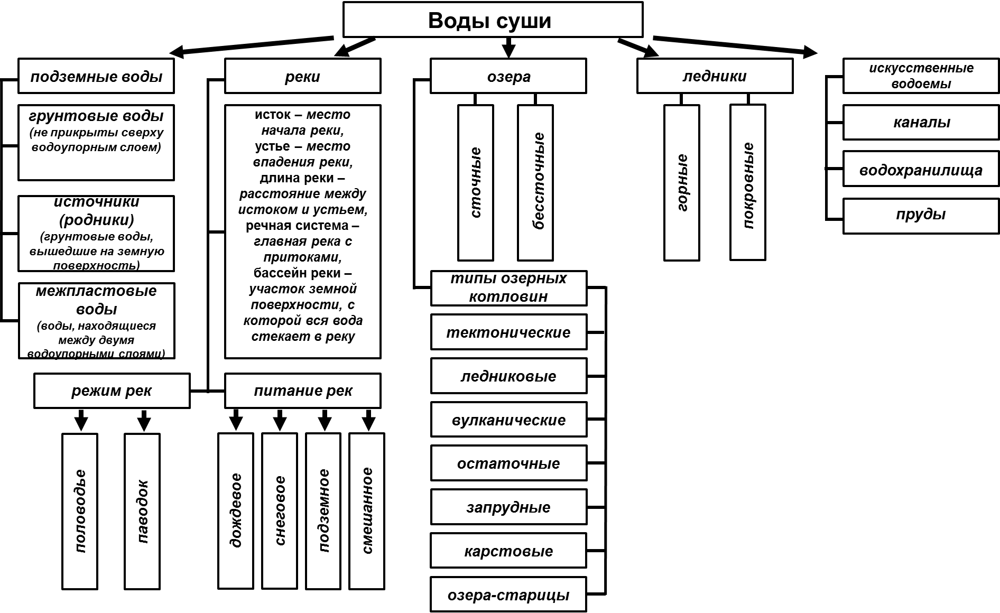 Воды суши
подземные воды
грунтовые воды
(не прикрыты сверху
водоупорным слоем)
источники
(родники)
(грунтовые воды,
вышедшие на земную
поверхность)
межпластовые
воды
(воды, находящиеся
между двумя
водоупорными слоями)
реки
исток – место
начала реки,
устье – место
впадения реки,
длина реки –
расстояние между
истоком и устьем,
речная система –
главная река с
притоками,
бассейн реки –
участок земной
поверхности, с
которой вся вода
стекает в реку
режим рек
половодье
паводок
питание рек
дождевое
снеговое
подземное
смешанное
озера
сточные
бессточные
типы озерных
котловин
тектонические
ледниковые
вулканические
остаточные
запрудные
карстовые
озера-старицы
ледники
горные
покровные
искусственные
водоемы
каналы
водохранилища
пруды